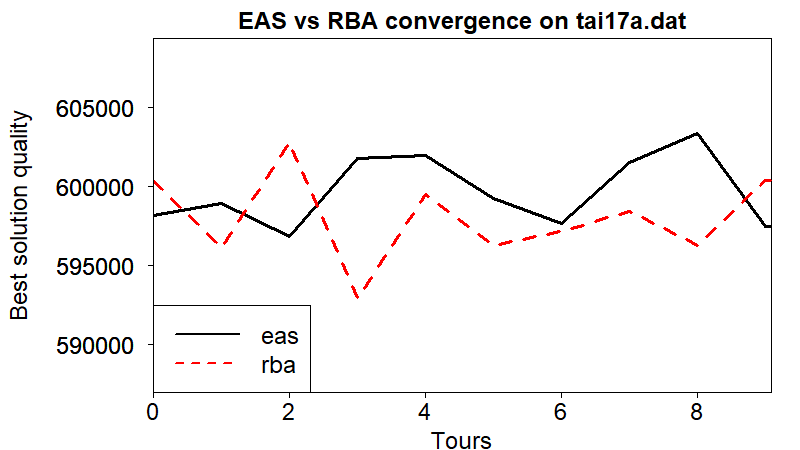 EAS vs RBA convergence on tai17a.dat
Best solution quality
605000
600000
595000
590000
eas
rba
0 2 4 6 8
Tours